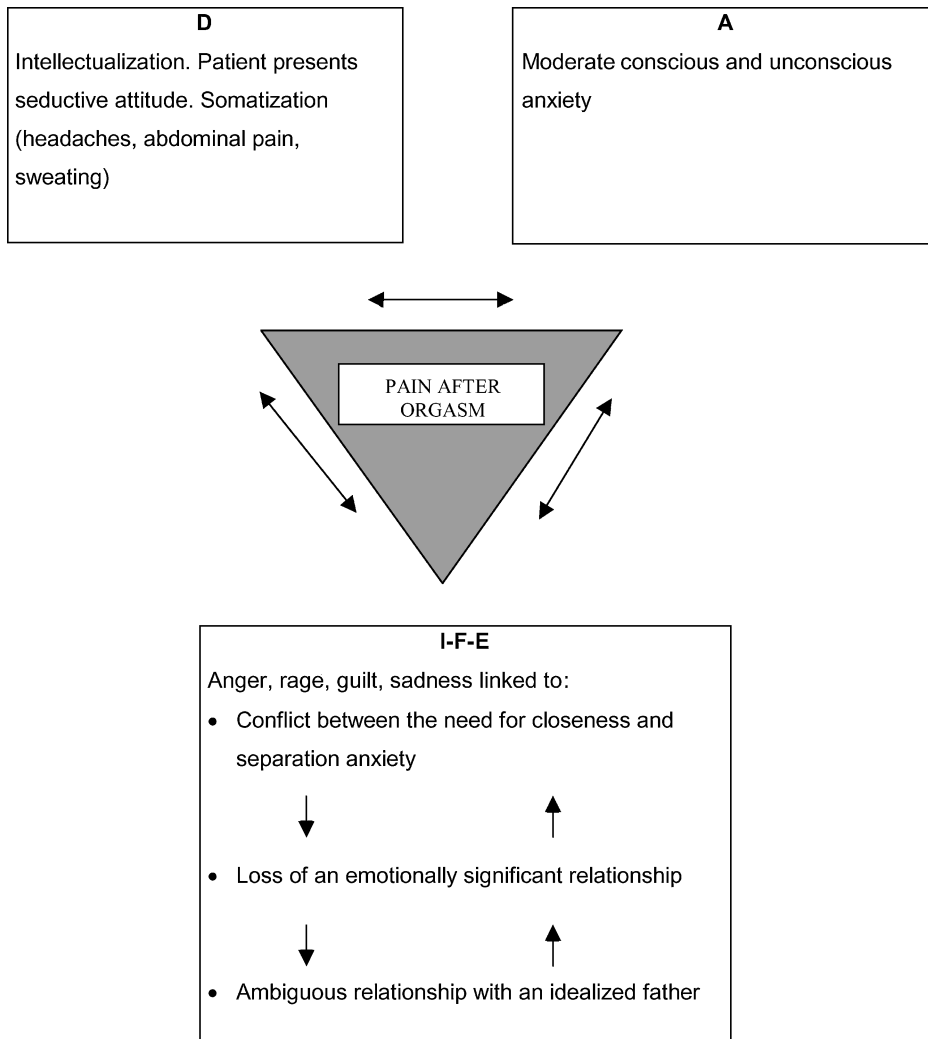 D
Intellectualization. Patient presents
seductive attitude. Somatization
(headaches, abdominal pain,
sweating)
A
Moderate conscious and unconscious
anxiety
PAIN AFTER
ORGASM
I-F-E
Anger, rage, guilt, sadness linked to:
• Conflict between the need for closeness and
separation anxiety
• Loss of an emotionally significant relationship
• Ambiguous relationship with an idealized father